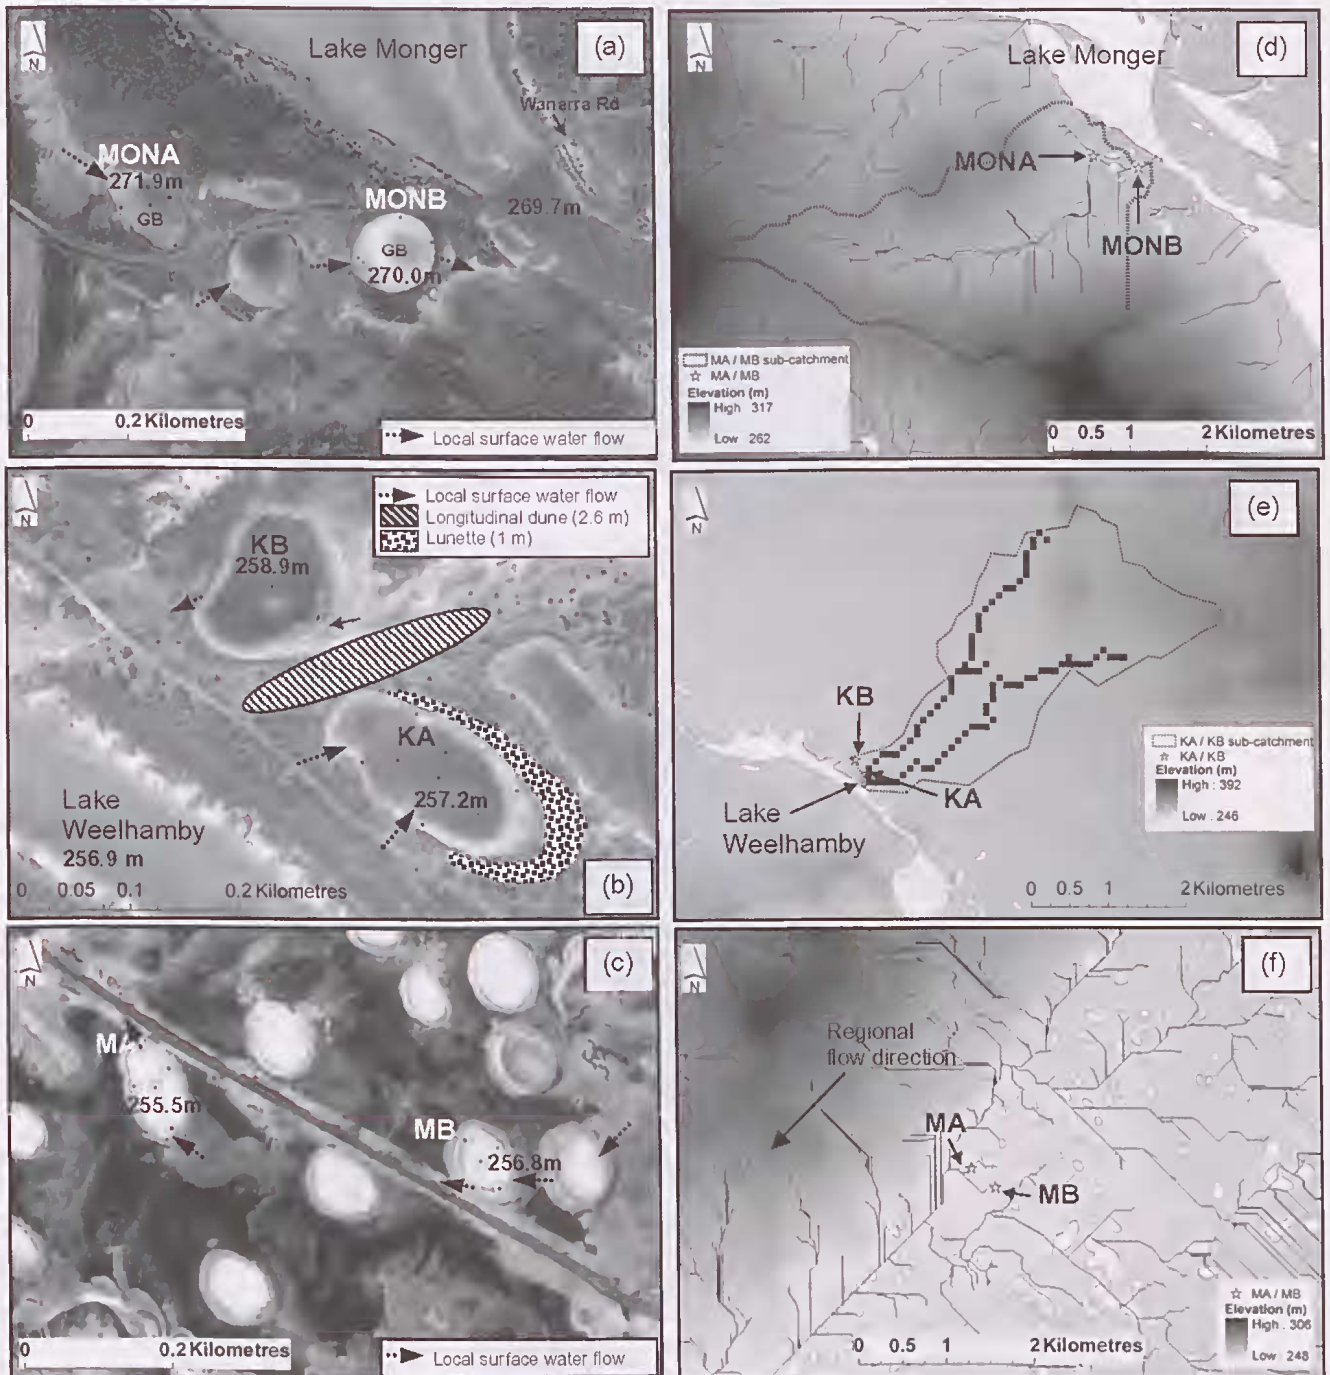 N
Lake Monger
(a)
Wanarra Rd
MONA
271.9m
GB
MONB
GB
270.0m
269.7m
0 0.2 Kilometres
Local surface water flow
N
Lake Monger
(d)
MONA
MONB
MA / MB sub-catchment
MA / MB
Elevation (m)
High 317
Low 262
0 0.5 1 2 Kilometres
N
Local surface water flow
Longitudinal dune (2.6 m)
Lunette (1 m)
KB
258.9m
KA
257.2m
Lake
Weelhamby
256.9 m
(b)
0 0.05 0.1 0.2 Kilometres
N
(e)
KB
KA
Lake
Weelhamby
KA / KB sub-catchment
KA / KB
Elevation (m)
High : 392
Low . 246
0 0.5 1 2 Kilometres
N
(c)
MA
255.5m
MB
256.8m
0 0.2 Kilometres
Local surface water flow
N
(f)
Regional
flow direction
MA
MB
MA / MB
Elevation (m)
High . 306
Low . 248
0 0.5 1 2 Kilometres